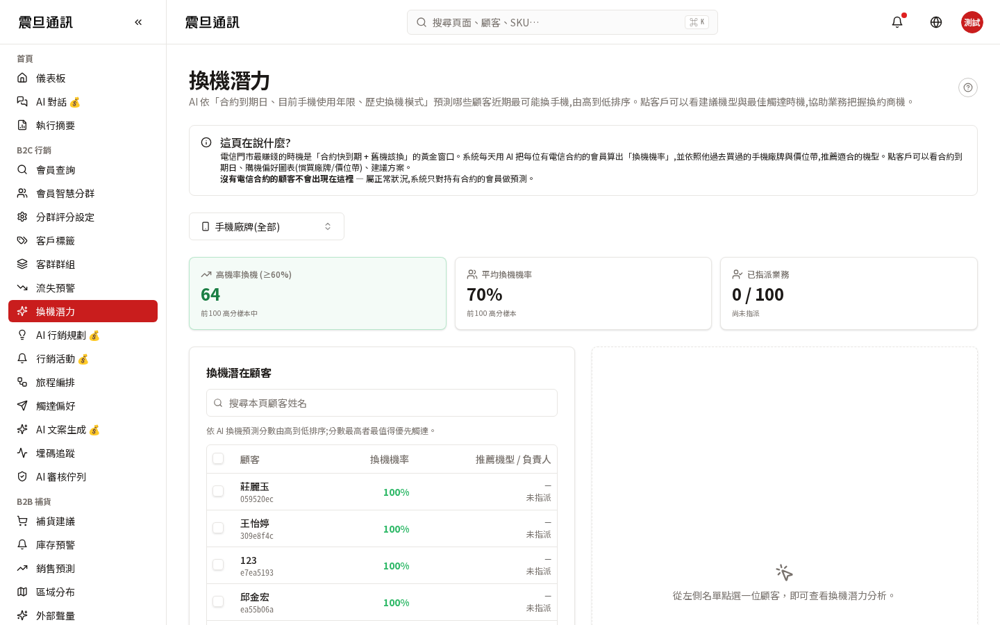 震旦通訊
首頁
儀表板
AI 對話 💰
執行摘要
B2C 行銷
會員查詢
會員智慧分群
分群評分設定
客戶標籤
客群群組
流失預警
換機潛力
AI 行銷規劃 💰
行銷活動 💰
旅程編排
觸達偏好
AI 文案生成 💰
埋碼追蹤
AI 審核佇列
B2B 補貨
補貨建議
庫存預警
銷售預測
區域分布
外部聲量
震旦通訊
搜尋頁面、顧客、SKU…
⌘ K
測試
換機潛力
AI 依「合約到期日、目前手機使用年限、歷史換機模式」預測哪些顧客近期最可能換手機,由高到低排序。點客戶可以看建議機型與最佳觸達時機,協助業務把握換約商機。
這頁在說什麼?
電信門市最賺錢的時機是「合約快到期 + 舊機該換」的黃金窗口。系統每天用 AI 把每位有電信合約的會員算出「換機機率」,並依照他過去買過的手機廠牌與價位帶,推薦適合的機型。點客戶可以看合約到
期日、購機偏好圖表(慣買廠牌/價位帶)、建議方案。
沒有電信合約的顧客不會出現在這裡 — 屬正常狀況,系統只對持有合約的會員做預測。
手機廠牌(全部)
高機率換機 (≥60%)
64
前 100 高分樣本中
平均換機機率
70%
前 100 高分樣本
已指派業務
0 / 100
尚未指派
換機潛在顧客
搜尋本頁顧客姓名
依 AI 換機預測分數由高到低排序;分數最高者最值得優先觸達。
顧客 換機機率 推薦機型 / 負責人
莊麗玉 100% —
059520ec 未指派
王怡婷 100% —
309e8f4c 未指派
123 100% —
e7ea5193 未指派
邱金宏 100% —
ea55b06a 未指派
從左側名單點選一位顧客，即可查看換機潛力分析。